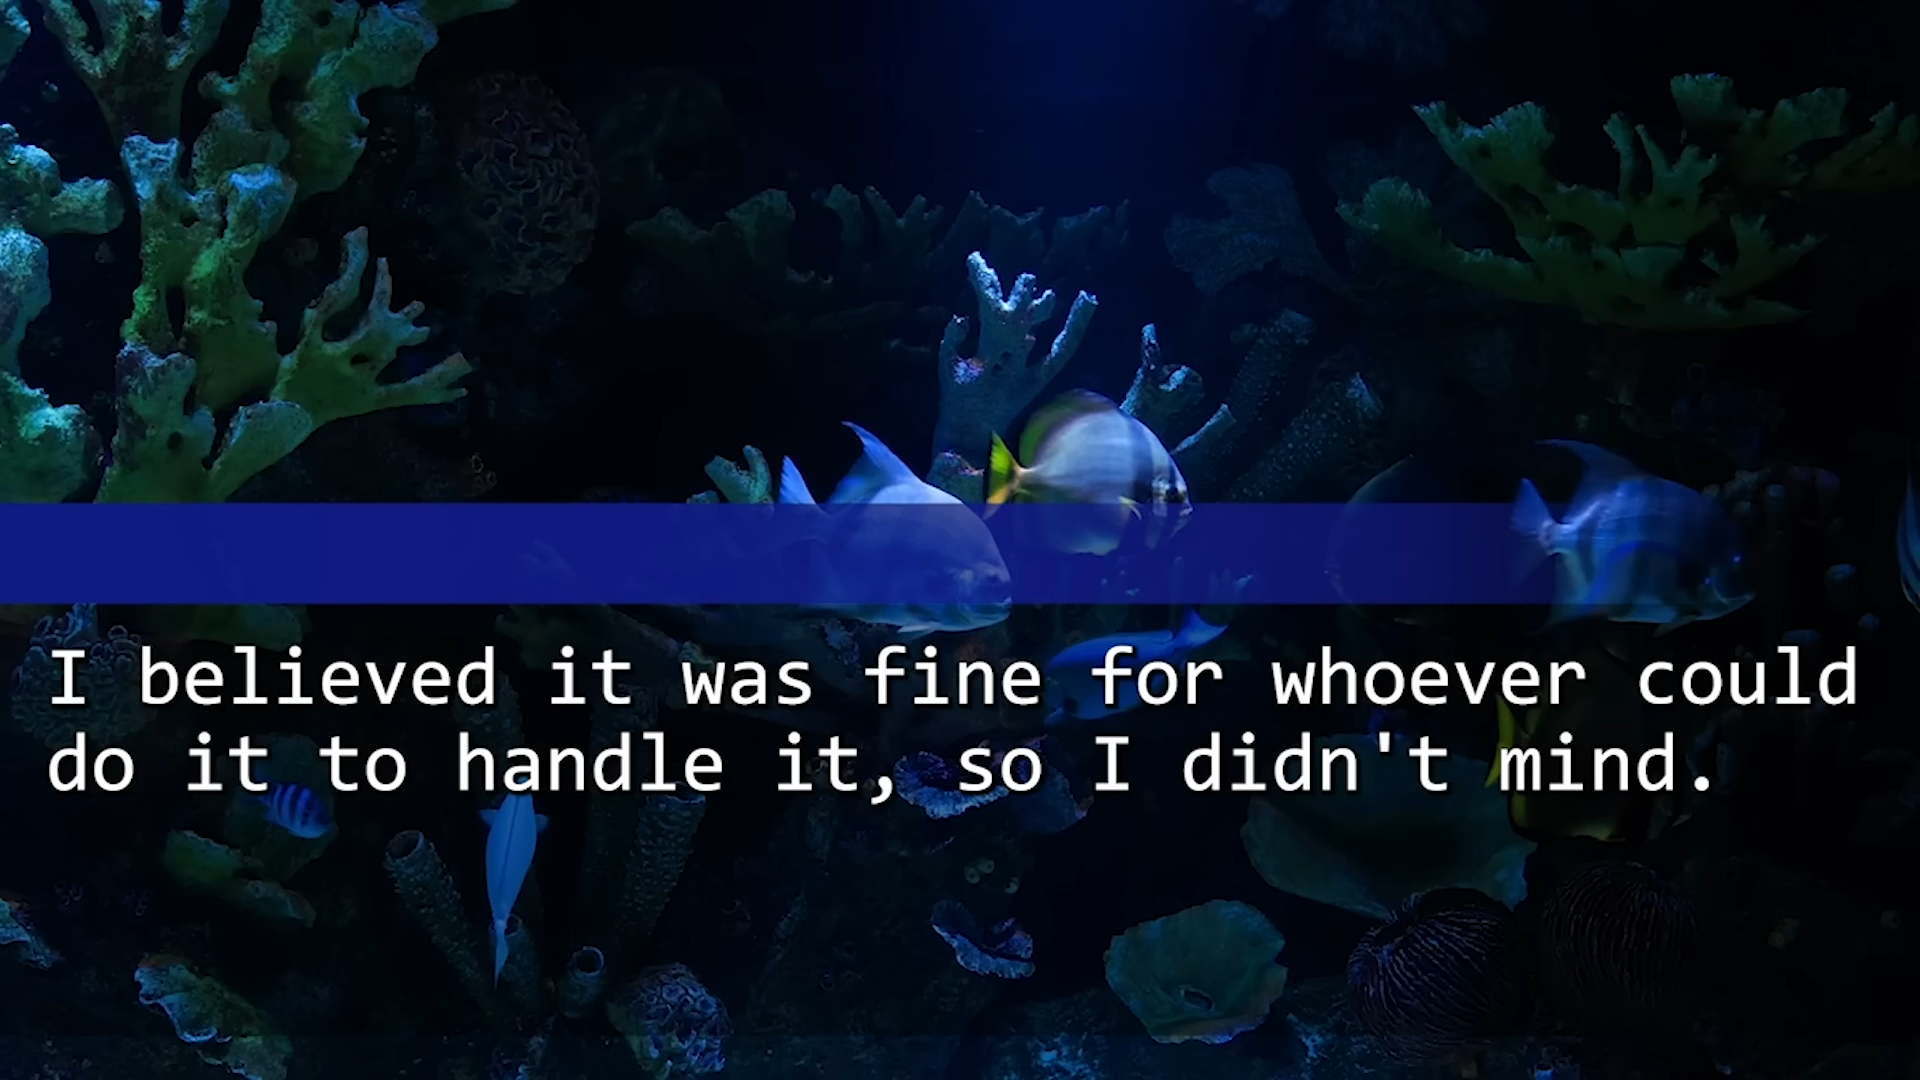 I believed it was fine for whoever could
do it to handle it, so I didn't mind.